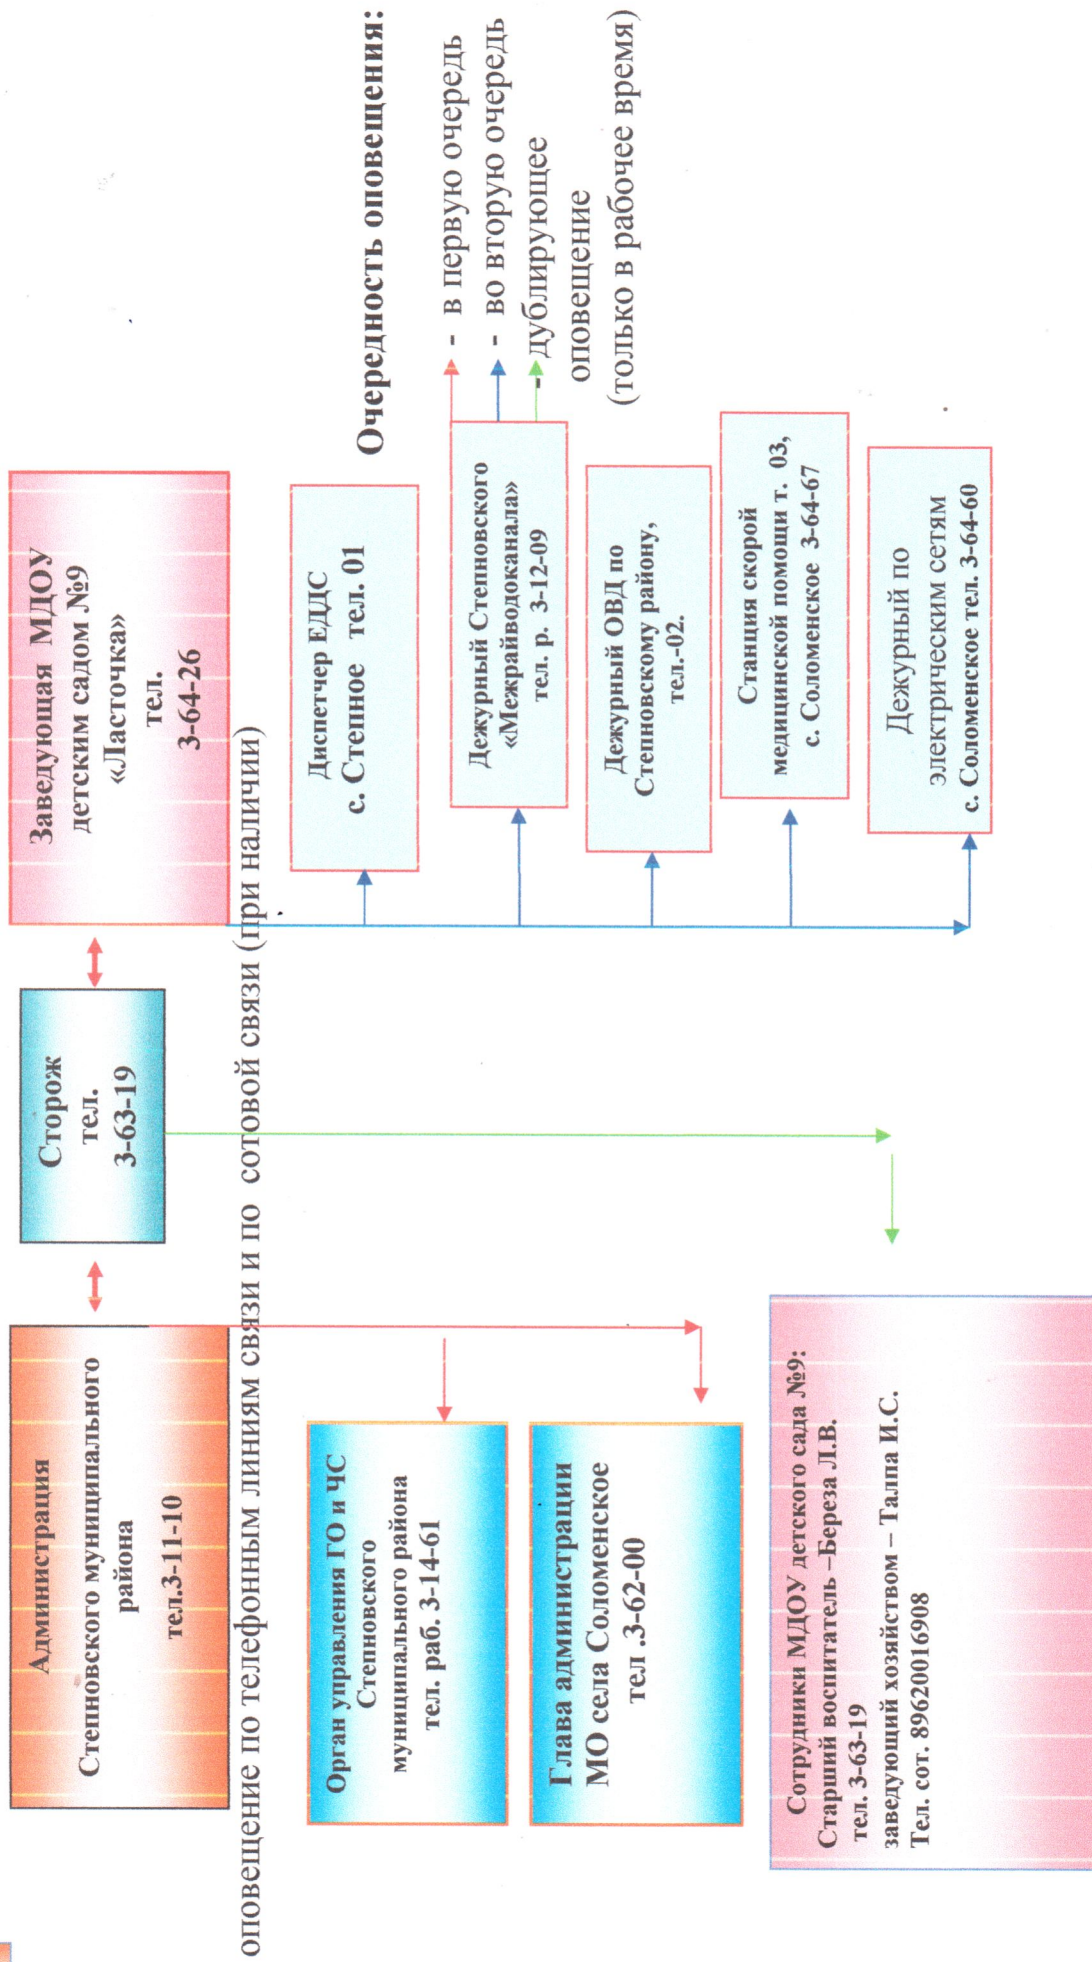 Администрация
Степновского муниципального
района
тел.3-11-10
Сторож
тел.
3-63-19
Заведующая МДОУ
детским садом №9
«Ласточка»
тел.
3-64-26
оповещение по телефонным линиям связи и по сотовой связи (при наличии)
Орган управления ГО и ЧС
Степновского
муниципального района
тел. раб. 3-14-61
Глава администрации
МО села Соломенское
тел .3-62-00
Сотрудники МДОУ детского сада №9:
Старший воспитатель –Береза Л.В.
тел. 3-63-19
заведующий хозяйством – Талпа И.С.
Тел. сот. 89620016908
Диспетчер ЕДДС
с. Степное тел. 01
Дежурный Степновского
«Межрайводоканала»
тел. р. 3-12-09
Дежурный ОВД по
Степновскому району,
тел.-02.
Станция скорой
медицинской помощи т. 03,
с. Соломенское 3-64-67
Дежурный по
электрическим сетям
с. Соломенское тел. 3-64-60
Очередность оповещения:
- в первую очередь
- во вторую очередь
- дублирующее
оповещение
(только в рабочее время)